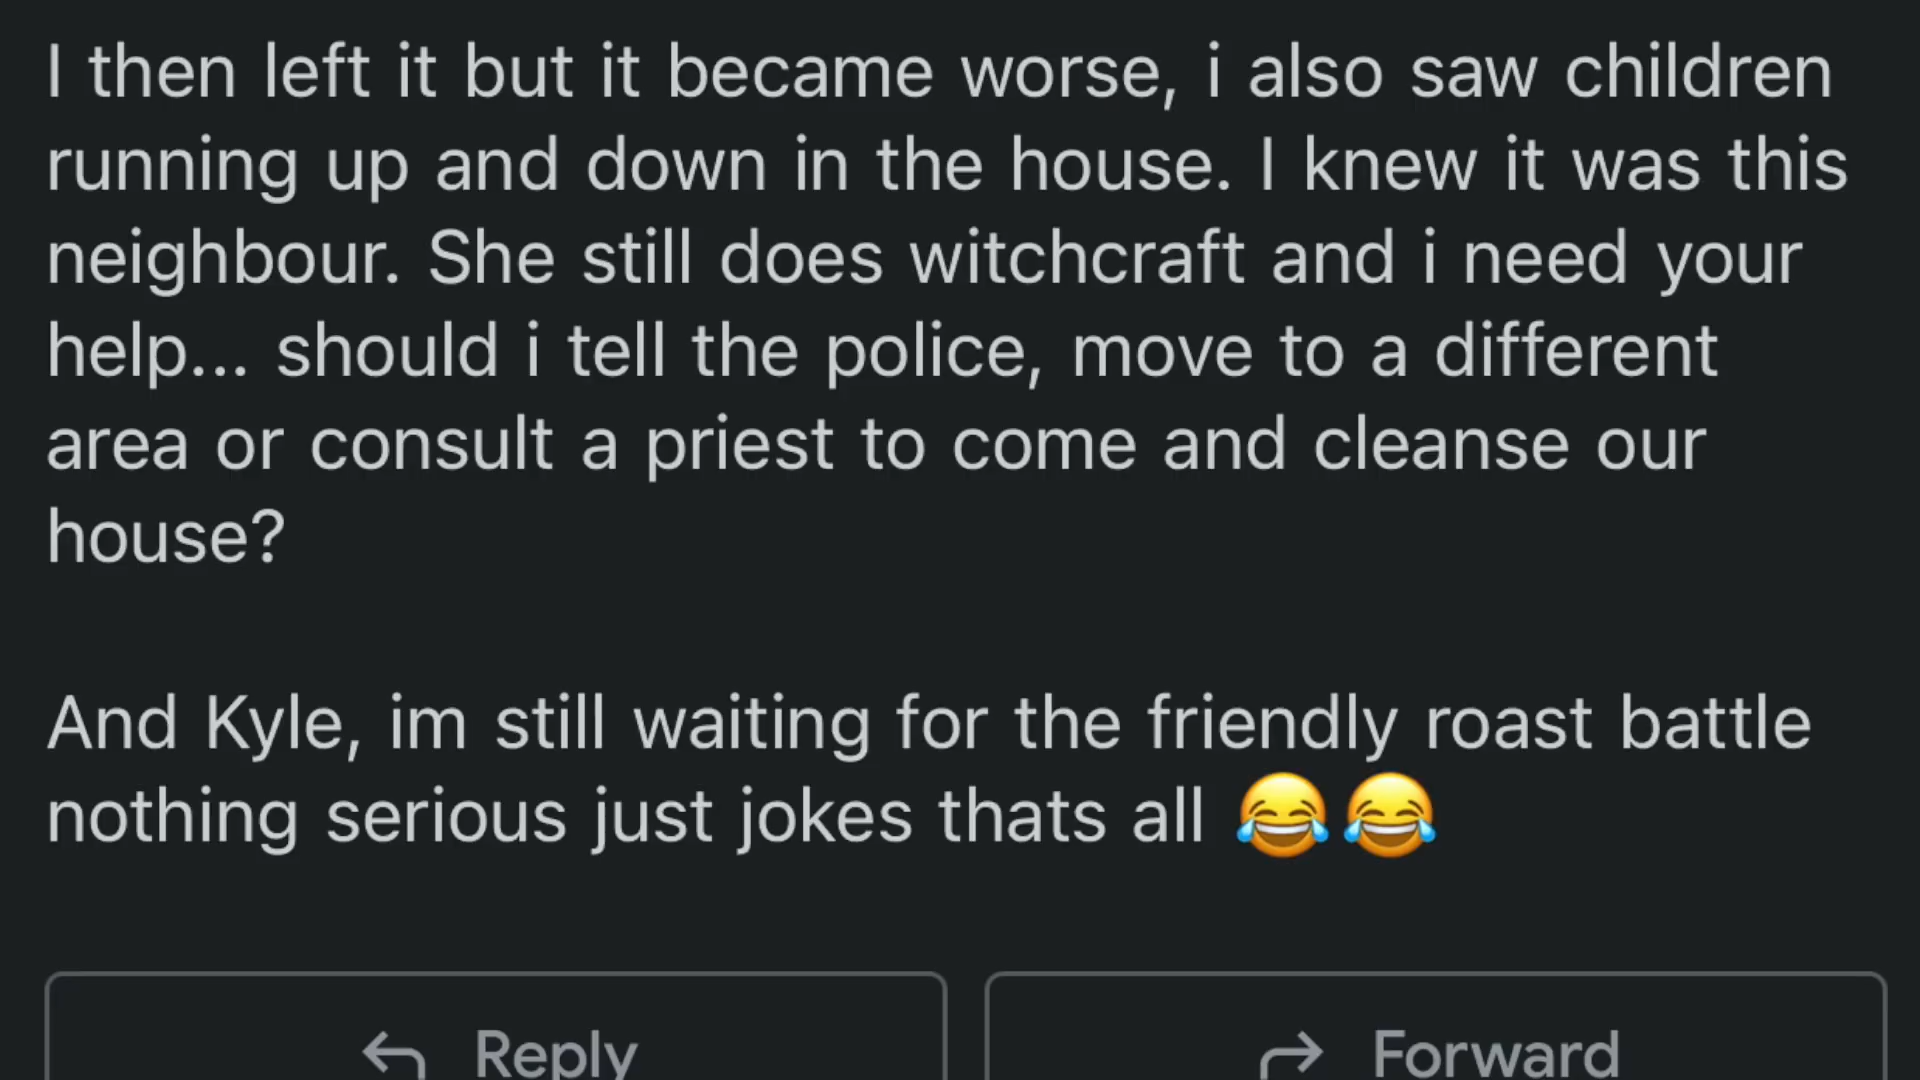 I then left it but it became worse, i also saw children
running up and down in the house. I knew it was this
neighbour. She still does witchcraft and i need your
help... should i tell the police, move to a different
area or consult a priest to come and cleanse our
house?
And Kyle, im still waiting for the friendly roast battle
nothing serious just jokes thats all 😂😂
Reply
Forward